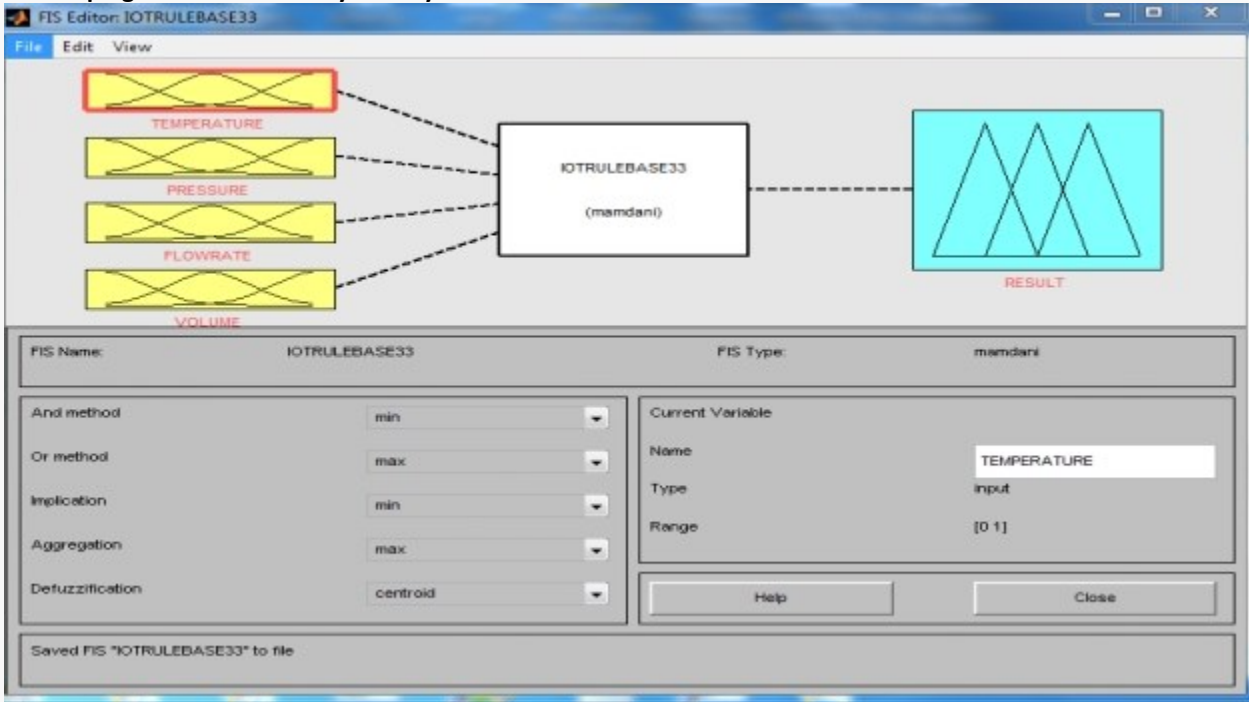 FIS Editor: IOTRULEBASE33
File Edit View
TEMPERATURE
PRESSURE
FLOWRATE
VOLUME
IOTRULEBASE33
(mamdani)
RESULT
FIS Name: IOTRULEBASE33 FIS Type: mamdani
And method min
Or method max
Implication min
Aggregation max
Defuzzification centroid
Current Variable
Name TEMPERATURE
Type input
Range [0 1]
Help Close
Saved FIS "IOTRULEBASE33" to file